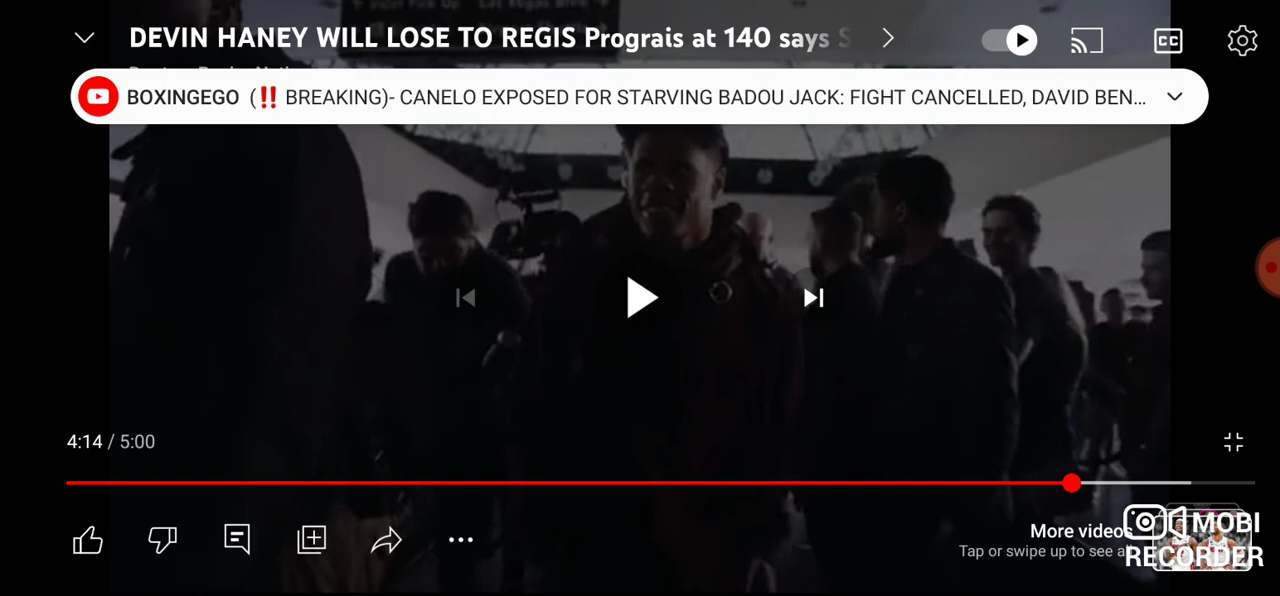 DEVIN HANEY WILL LOSE TO REGIS Prograis at 140 says S
CC
BOXINGEGO (‼️ BREAKING)- CANELO EXPOSED FOR STARVING BADOU JACK: FIGHT CANCELLED, DAVID BEN...
4:14 / 5:00
More videos
Tap or swipe up to see
MOBI
RECORDER